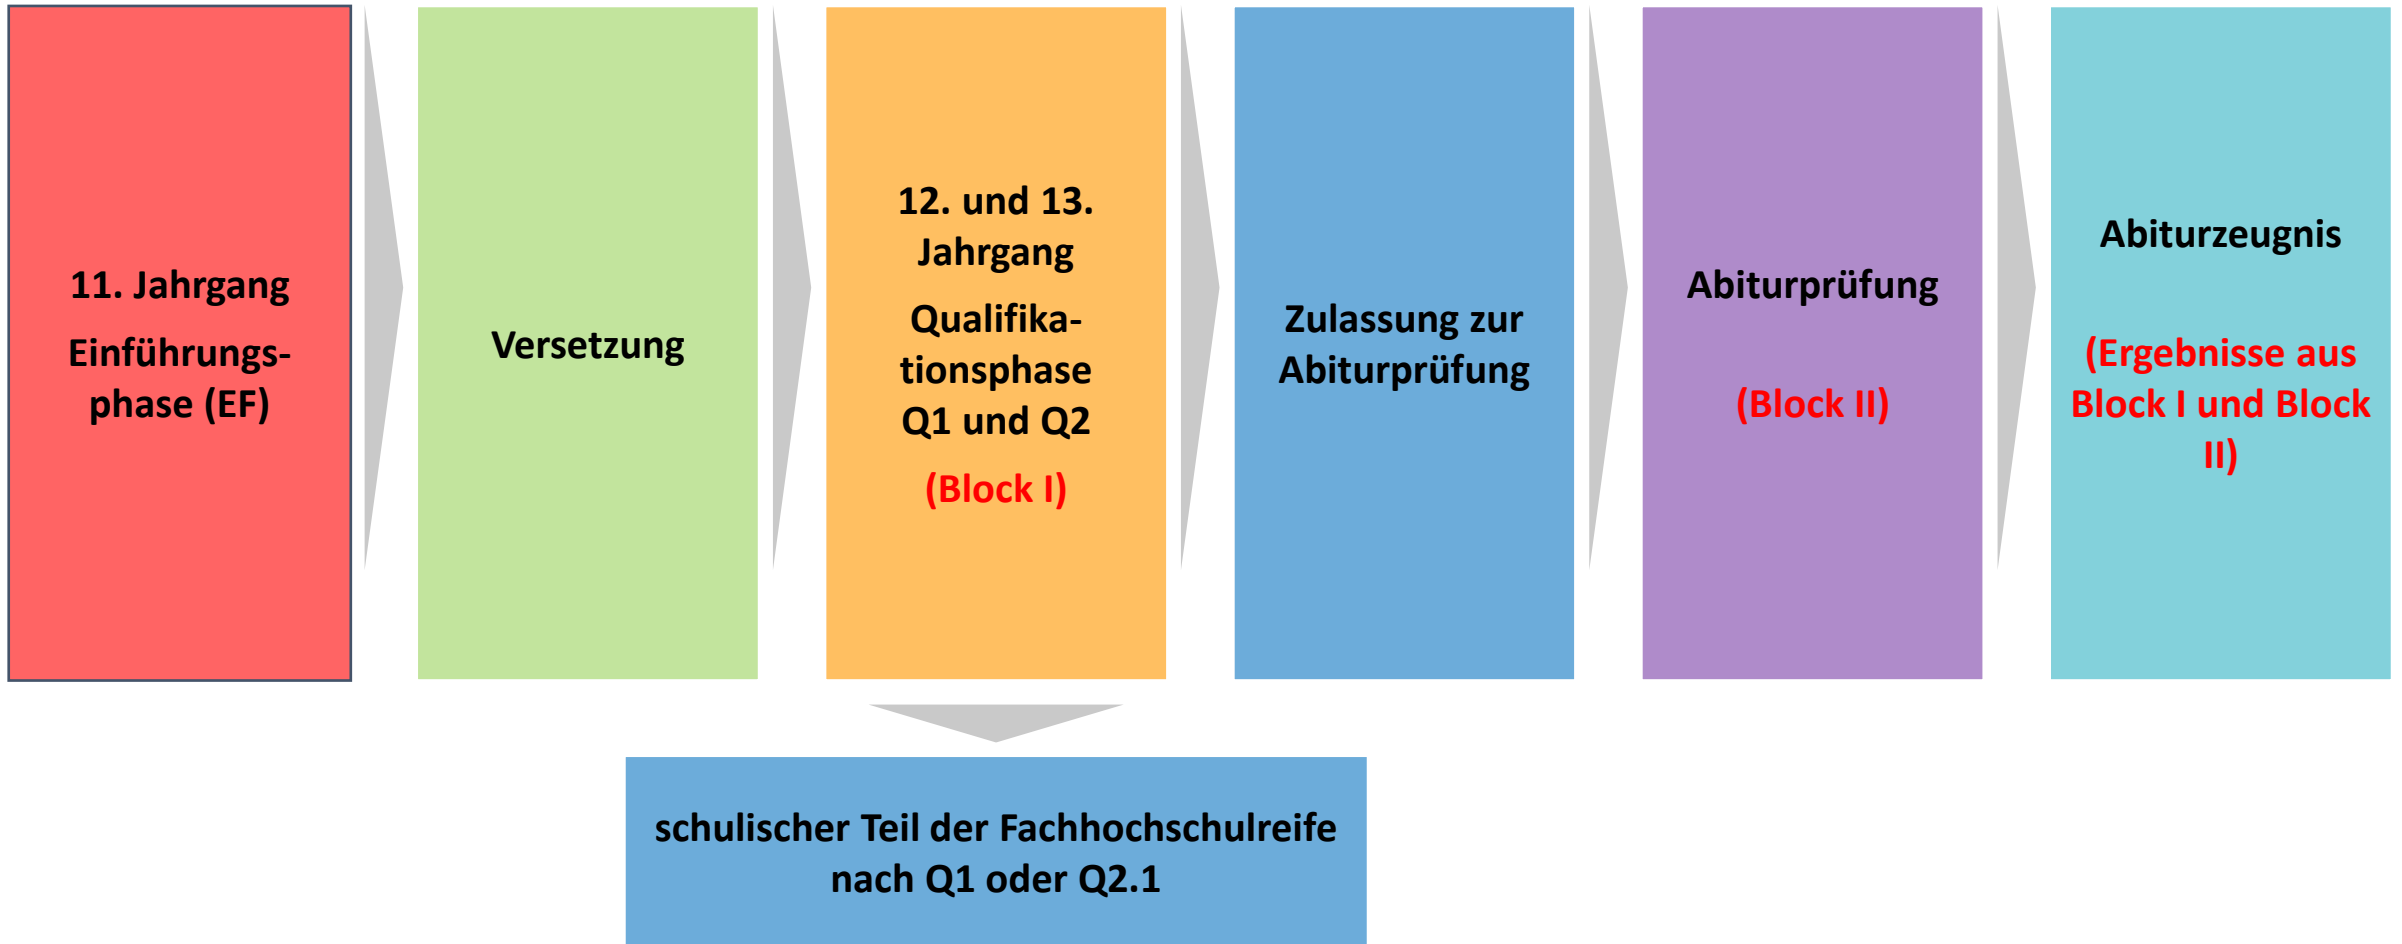 11. Jahrgang
Einführungs-
phase (EF)
Versetzung
12. und 13.
Jahrgang
Qualifika-
tionsphase
Q1 und Q2
(Block I)
Zulassung zur
Abiturprüfung
Abiturprüfung
(Block II)
Abiturzeugnis
(Ergebnisse aus
Block I und Block
II)
schulischer Teil der Fachhochschulreife
nach Q1 oder Q2.1